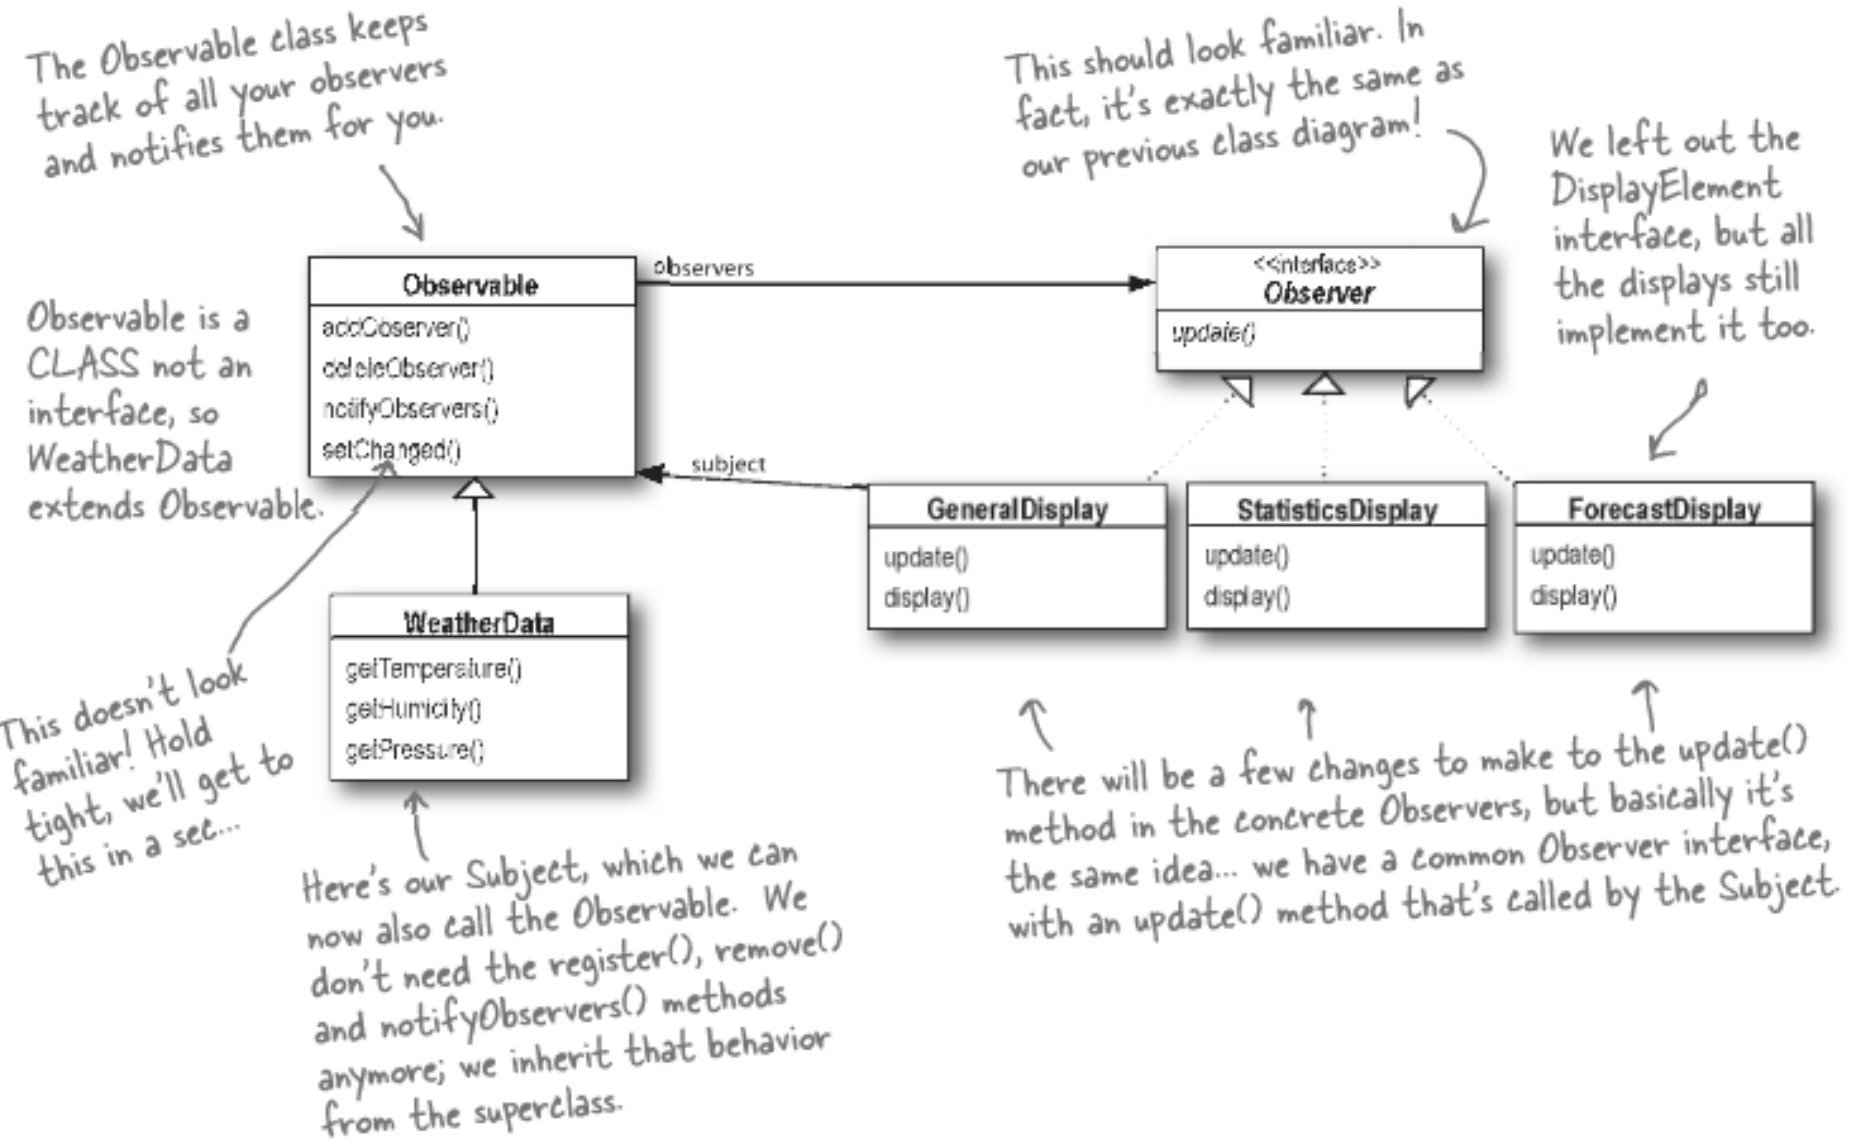 The Observable class keeps
track of all your observers
and notifies them for you.
This should look familiar. In
fact, it's exactly the same as
our previous class diagram!
We left out the
DisplayElement
interface, but all
the displays still
implement it too.
Observable is a
CLASS not an
interface, so
WeatherData
extends Observable.
Observable
addObserver()
deleteObserver()
notifyObservers()
setChanged()
observers
<<interface>>
Observer
update()
subject
GeneralDisplay
update()
display()
StatisticsDisplay
update()
display()
ForecastDisplay
update()
display()
WeatherData
getTemperature()
getHumidity()
getPressure()
This doesn't look
familiar! Hold
tight, we'll get to
this in a sec...
Here's our Subject, which we can
now also call the Observable. We
don't need the register(), remove()
and notifyObservers() methods
anymore; we inherit that behavior
from the superclass.
There will be a few changes to make to the update()
method in the concrete Observers, but basically it's
the same idea... we have a common Observer interface,
with an update() method that's called by the Subject.